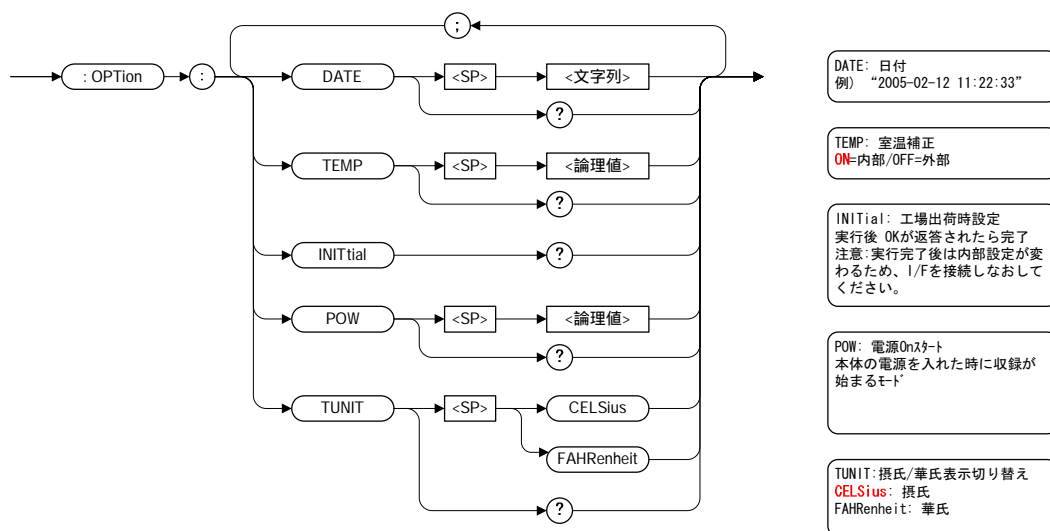 ;
: OPTion
:
DATE
<SP>
<文字列>
?
TEMP
<SP>
<論理値>
?
INITtial
?
POW
<SP>
<論理値>
?
TUNIT
<SP>
CELSius
FAHRenheit
?
DATE: 日付
例) “2005-02-12 11:22:33”
TEMP: 室温補正
ON=内部/OFF=外部
INITial: 工場出荷時設定
実行後 OKが返答されたら完了
注意:実行完了後は内部設定が変
わるため、I/Fを接続しなおして
ください。
POW: 電源Onｽﾀｰﾄ
本体の電源を入れた時に収録が
始まるﾓｰﾄﾞ
TUNIT:摂氏/華氏表示切り替え
CELSius: 摂氏
FAHRenheit: 華氏